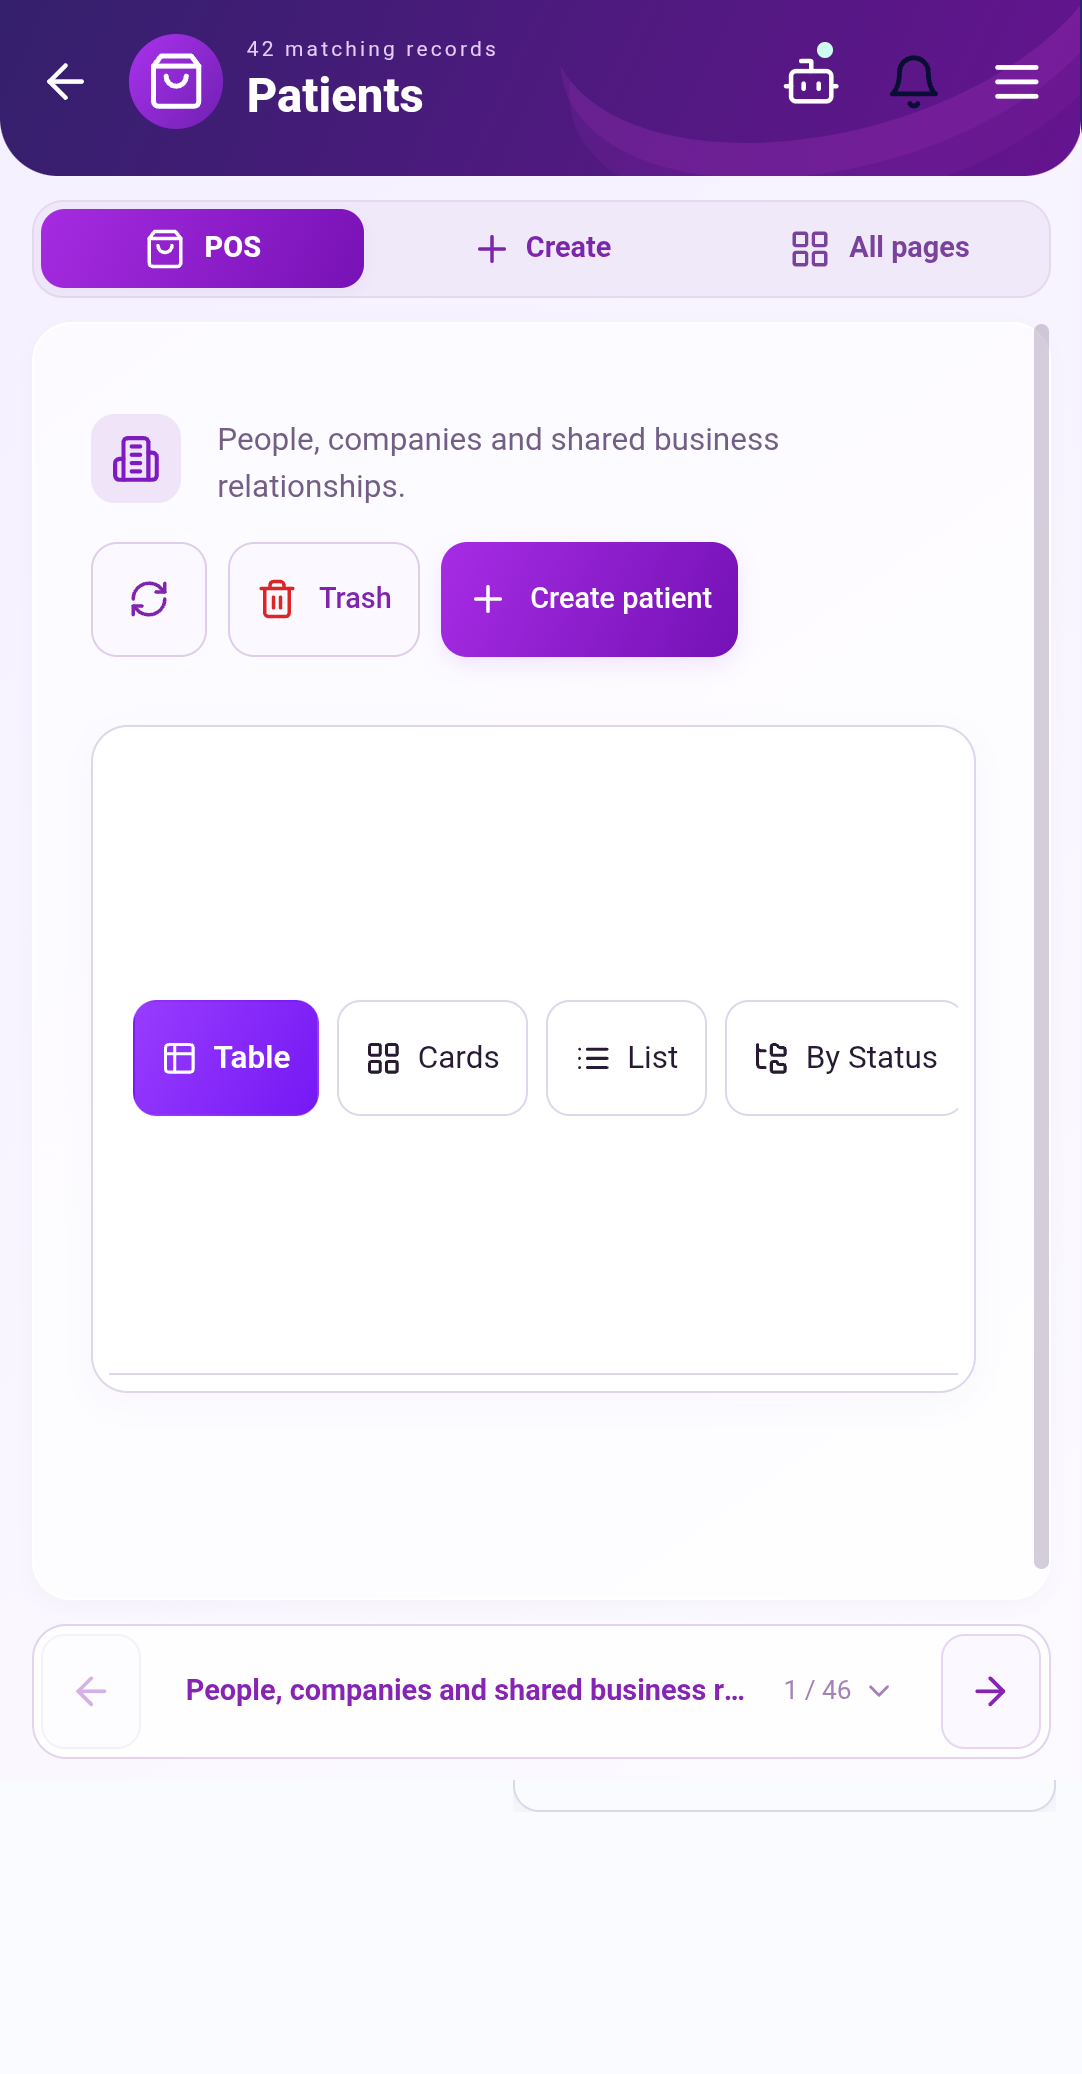 42 matching records
Patients
POS
Create
All pages
People, companies and shared business
relationships.
Trash
Create patient
Table
Cards
List
By Status
People, companies and shared business r...
1 / 46